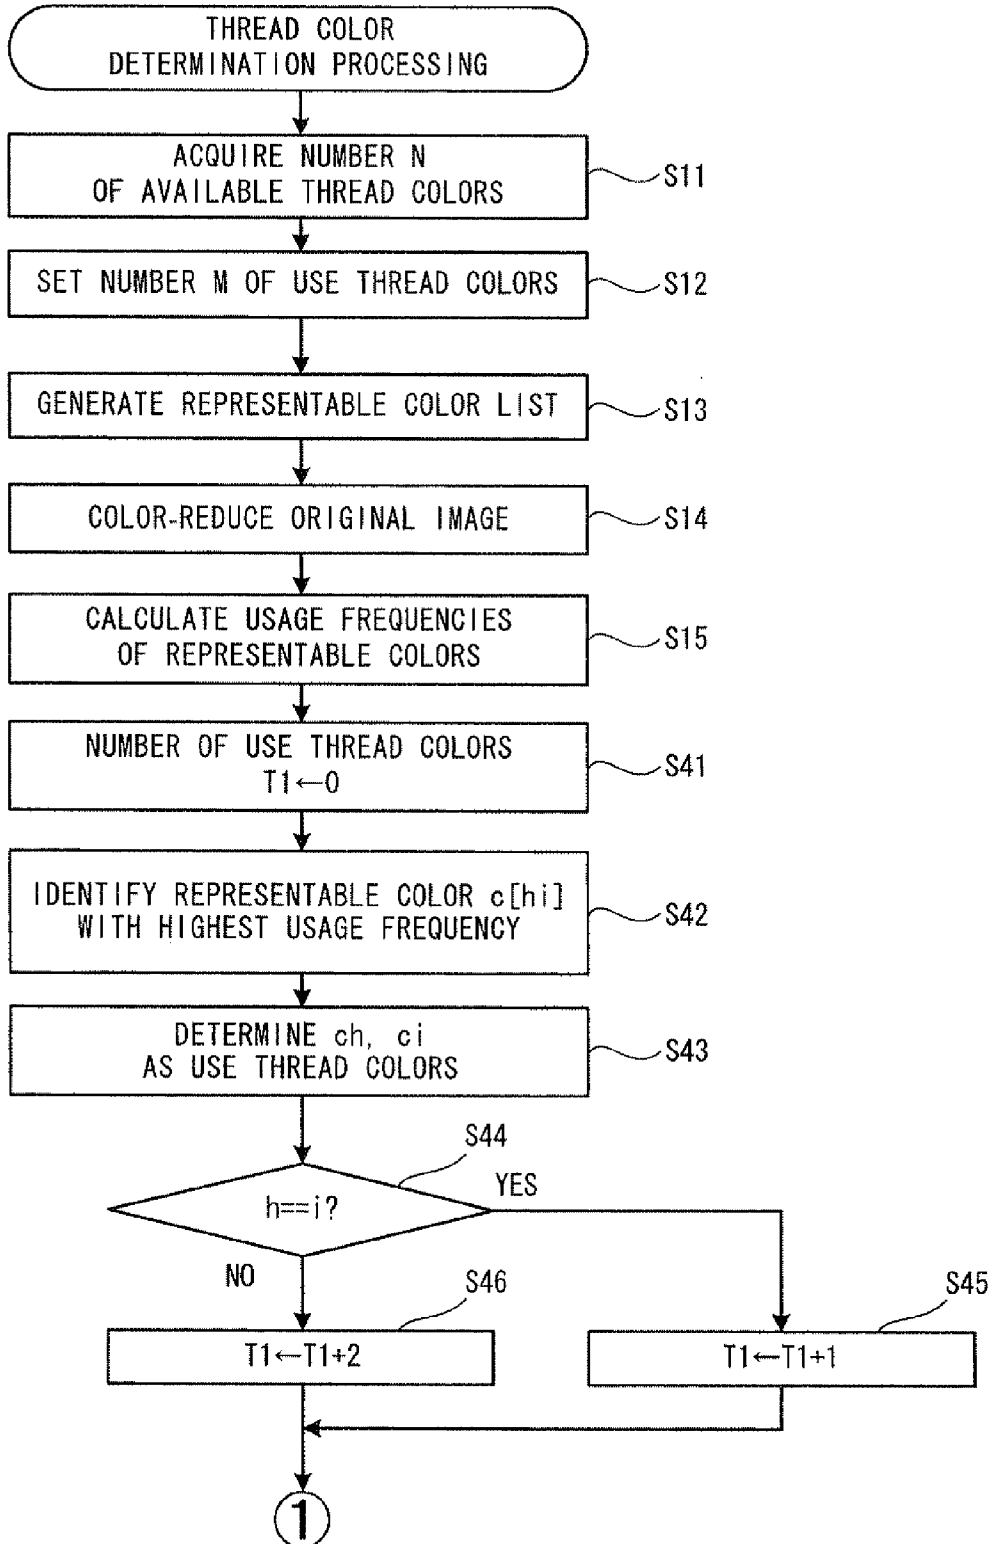 THREAD COLOR
DETERMINATION PROCESSING
ACQUIRE NUMBER N
OF AVAILABLE THREAD COLORS
S11
SET NUMBER M OF USE THREAD COLORS
S12
GENERATE REPRESENTABLE COLOR LIST
S13
COLOR-REDUCE ORIGINAL IMAGE
S14
CALCULATE USAGE FREQUENCIES
OF REPRESENTABLE COLORS
S15
NUMBER OF USE THREAD COLORS
T1←0
S41
IDENTIFY REPRESENTABLE COLOR c[hi]
WITH HIGHEST USAGE FREQUENCY
S42
DETERMINE ch, ci
AS USE THREAD COLORS
S43
S44
h==i?
YES
NO
S46
S45
T1←T1+2
T1←T1+1
1